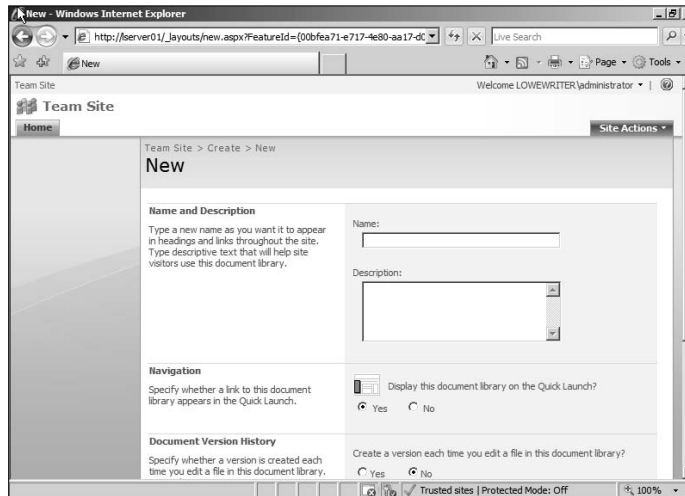 New - Windows Internet Explorer
http://lserver01/_layouts/new.aspx?FeatureId={00bfea71-e717-4e80-aa17-d0
Live Search
New
Page
Tools
Team Site
Welcome LOWEWRITER\administrator
Team Site
Home
Site Actions
Team Site > Create > New
New
Name and Description
Type a new name as you want it to appear
in headings and links throughout the site.
Type descriptive text that will help site
visitors use this document library.
Name:
Description:
Navigation
Specify whether a link to this document
library appears in the Quick Launch.
Display this document library on the Quick Launch?
Yes No
Document Version History
Specify whether a version is created each
time you edit a file in this document library.
Create a version each time you edit a file in this document library?
Yes No
Trusted sites | Protected Mode: Off
100%